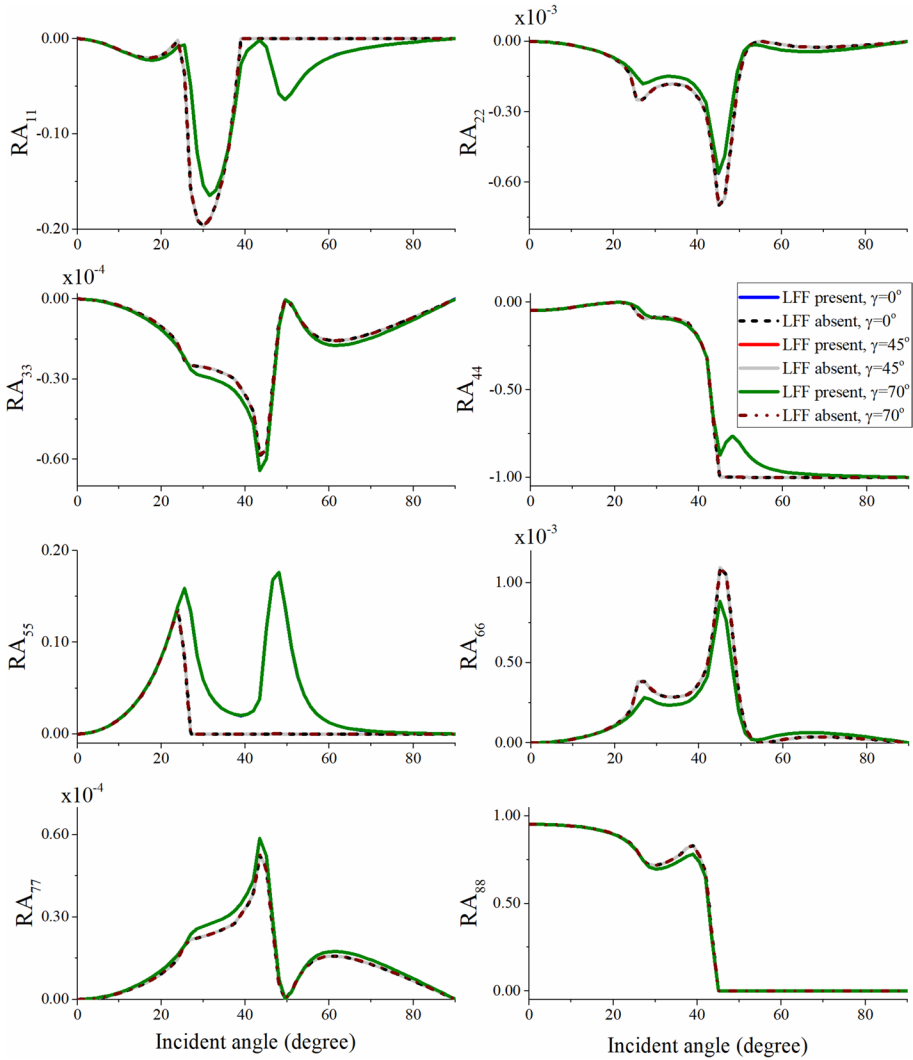 x10⁻³
0.00
-0.10
-0.20
RA₁₁
0 20 40 60 80
0.00
-0.30
-0.60
RA₂₂
0 20 40 60 80
x10⁻⁴
0.00
-0.30
-0.60
RA₃₃
0 20 40 60 80
0.00
-0.50
-1.00
RA₄₄
0 20 40 60 80
LFF present, γ=0°
LFF absent, γ=0°
LFF present, γ=45°
LFF absent, γ=45°
LFF present, γ=70°
LFF absent, γ=70°
0.20
0.10
0.00
RA₅₅
0 20 40 60 80
x10⁻³
1.00
0.50
0.00
RA₆₆
0 20 40 60 80
x10⁻⁴
0.60
0.30
0.00
RA₇₇
0 20 40 60 80
Incident angle (degree)
1.00
0.50
0.00
RA₈₈
0 20 40 60 80
Incident angle (degree)